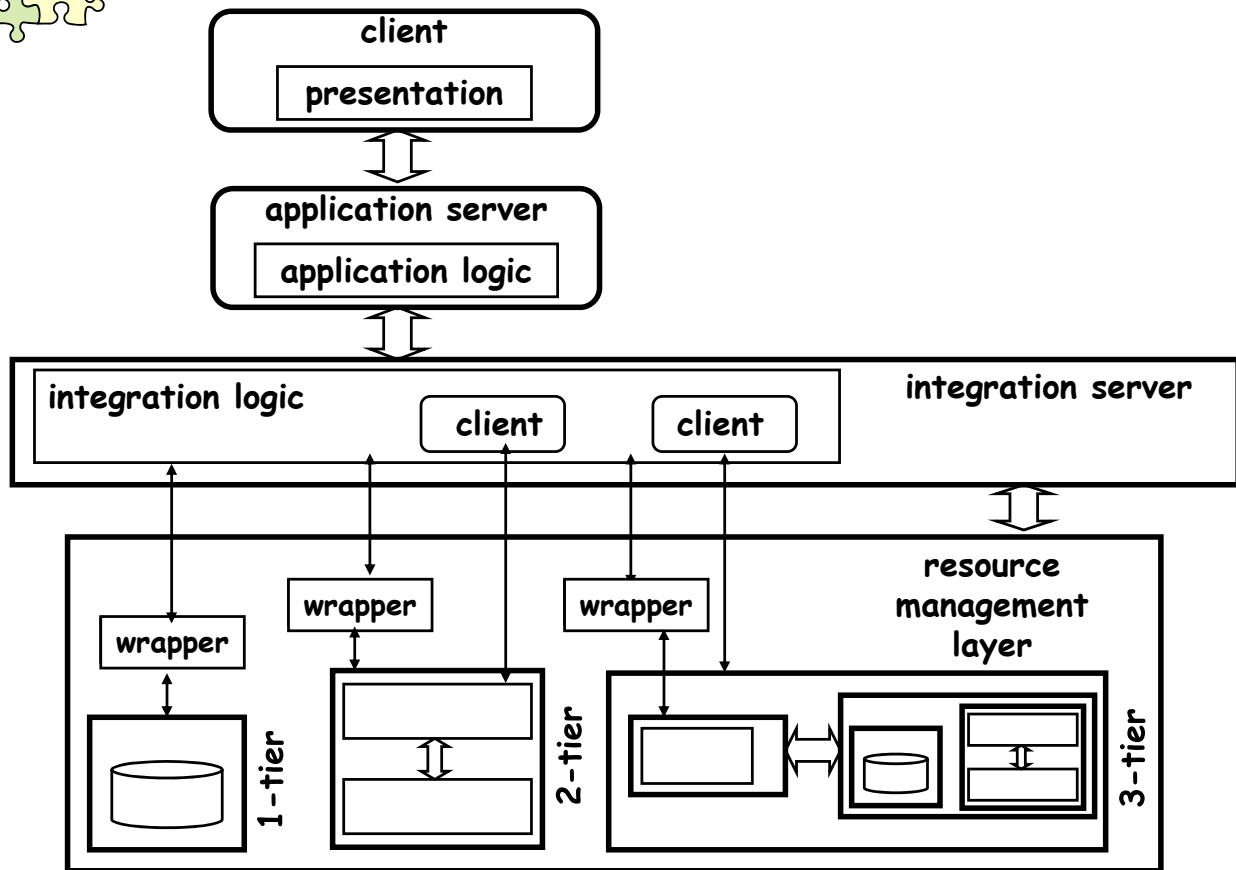 client
presentation
application server
application logic
integration logic
client
client
integration server
resource
management
layer
wrapper
wrapper
wrapper
1-tier
2-tier
3-tier